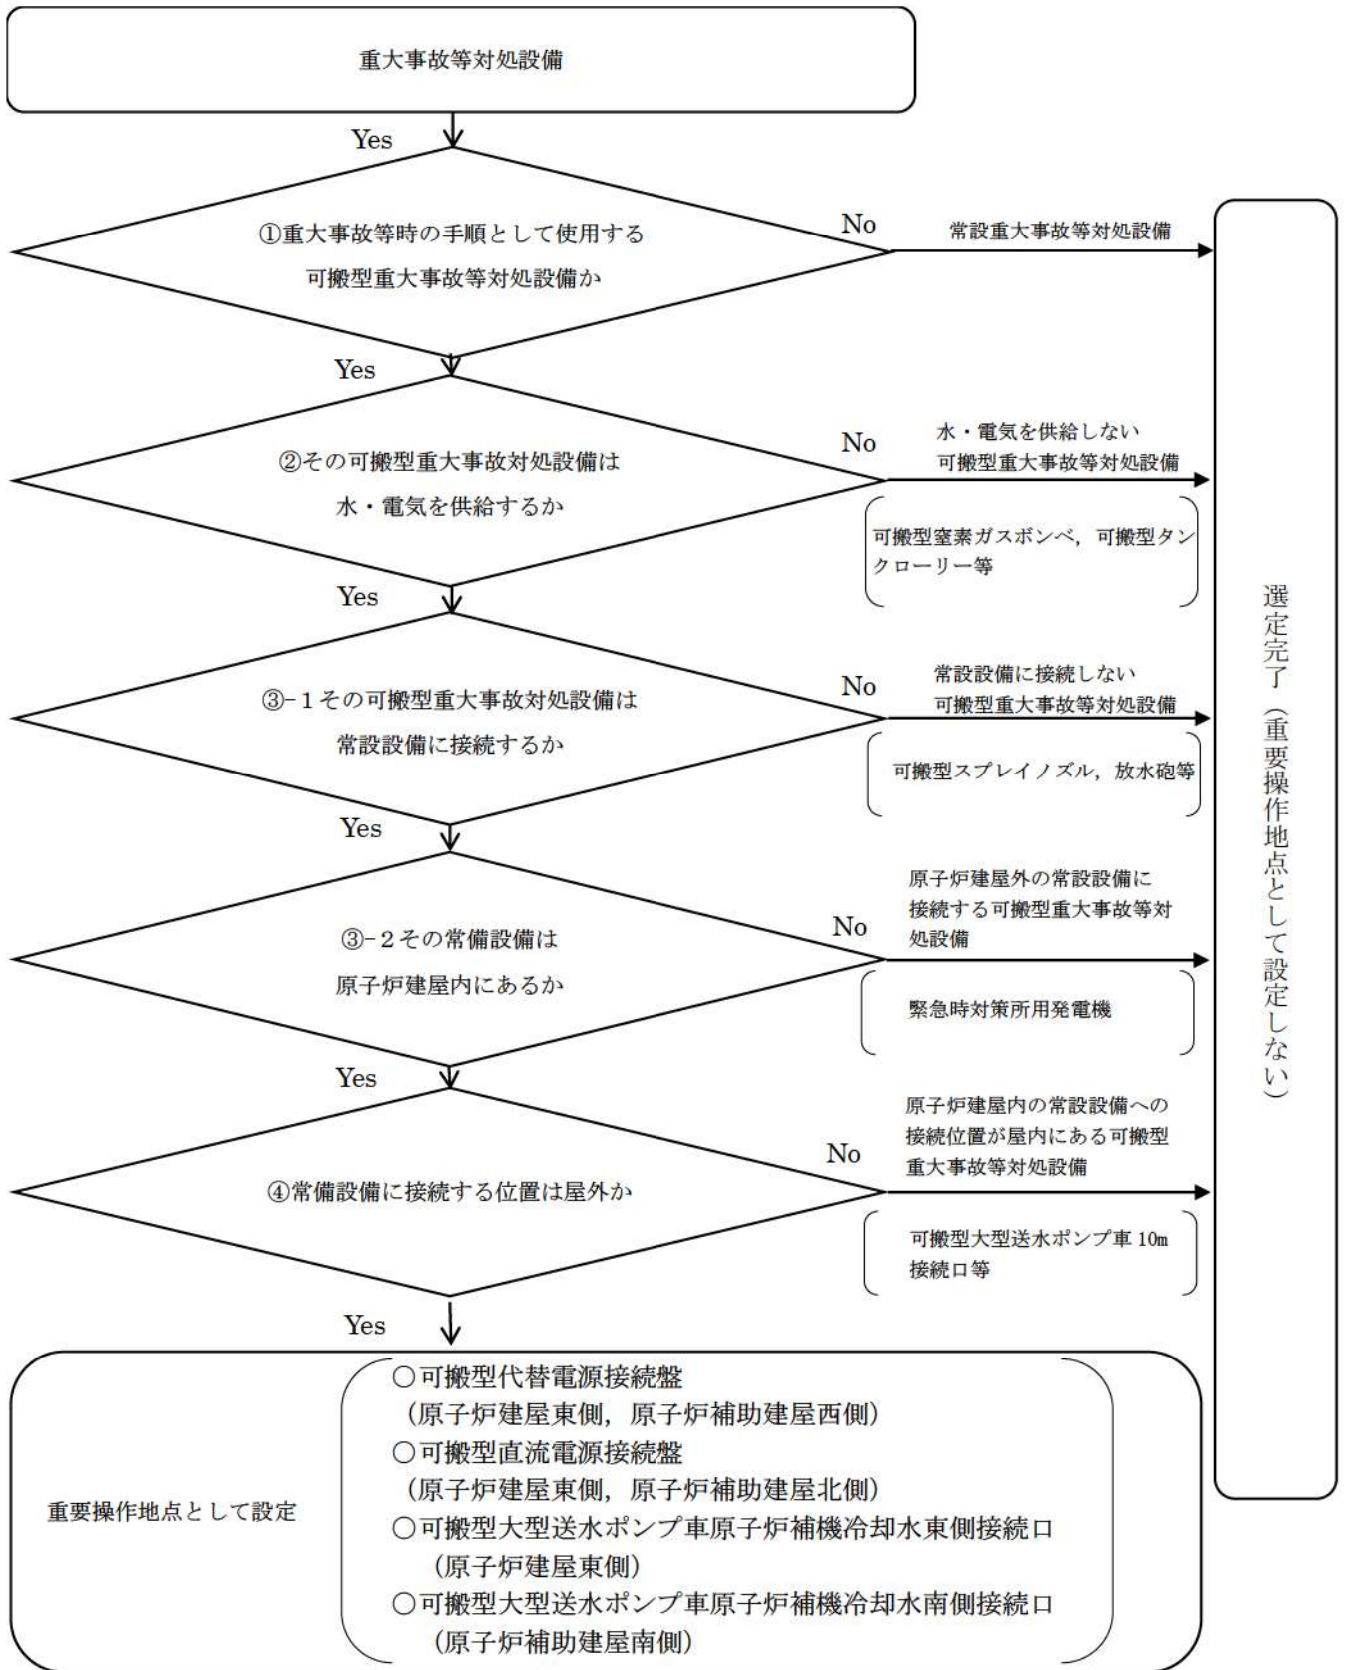 重大事故等対処設備
Yes
①重大事故等時の手順として使用する
可搬型重大事故等対処設備か
No
常設重大事故等対処設備
Yes
②その可搬型重大事故対処設備は
水・電気を供給するか
No
水・電気を供給しない
可搬型重大事故等対処設備
可搬型窒素ガスボンベ，可搬型タン
クローリー等
Yes
③-１その可搬型重大事故対処設備は
常設設備に接続するか
No
常設設備に接続しない
可搬型重大事故等対処設備
可搬型スプレイノズル，放水砲等
Yes
③-２その常備設備は
原子炉建屋内にあるか
No
原子炉建屋外の常設設備に
接続する可搬型重大事故等対
処設備
緊急時対策所用発電機
Yes
④常備設備に接続する位置は屋外か
No
原子炉建屋内の常設設備への
接続位置が屋内にある可搬型
重大事故等対処設備
可搬型大型送水ポンプ車 10m
接続口等
選定完了（重要操作地点として設定しない）
Yes
重要操作地点として設定
○可搬型代替電源接続盤
（原子炉建屋東側，原子炉補助建屋西側）
○可搬型直流電源接続盤
（原子炉建屋東側，原子炉補助建屋北側）
○可搬型大型送水ポンプ車原子炉補機冷却水東側接続口
（原子炉建屋東側）
○可搬型大型送水ポンプ車原子炉補機冷却水南側接続口
（原子炉補助建屋南側）